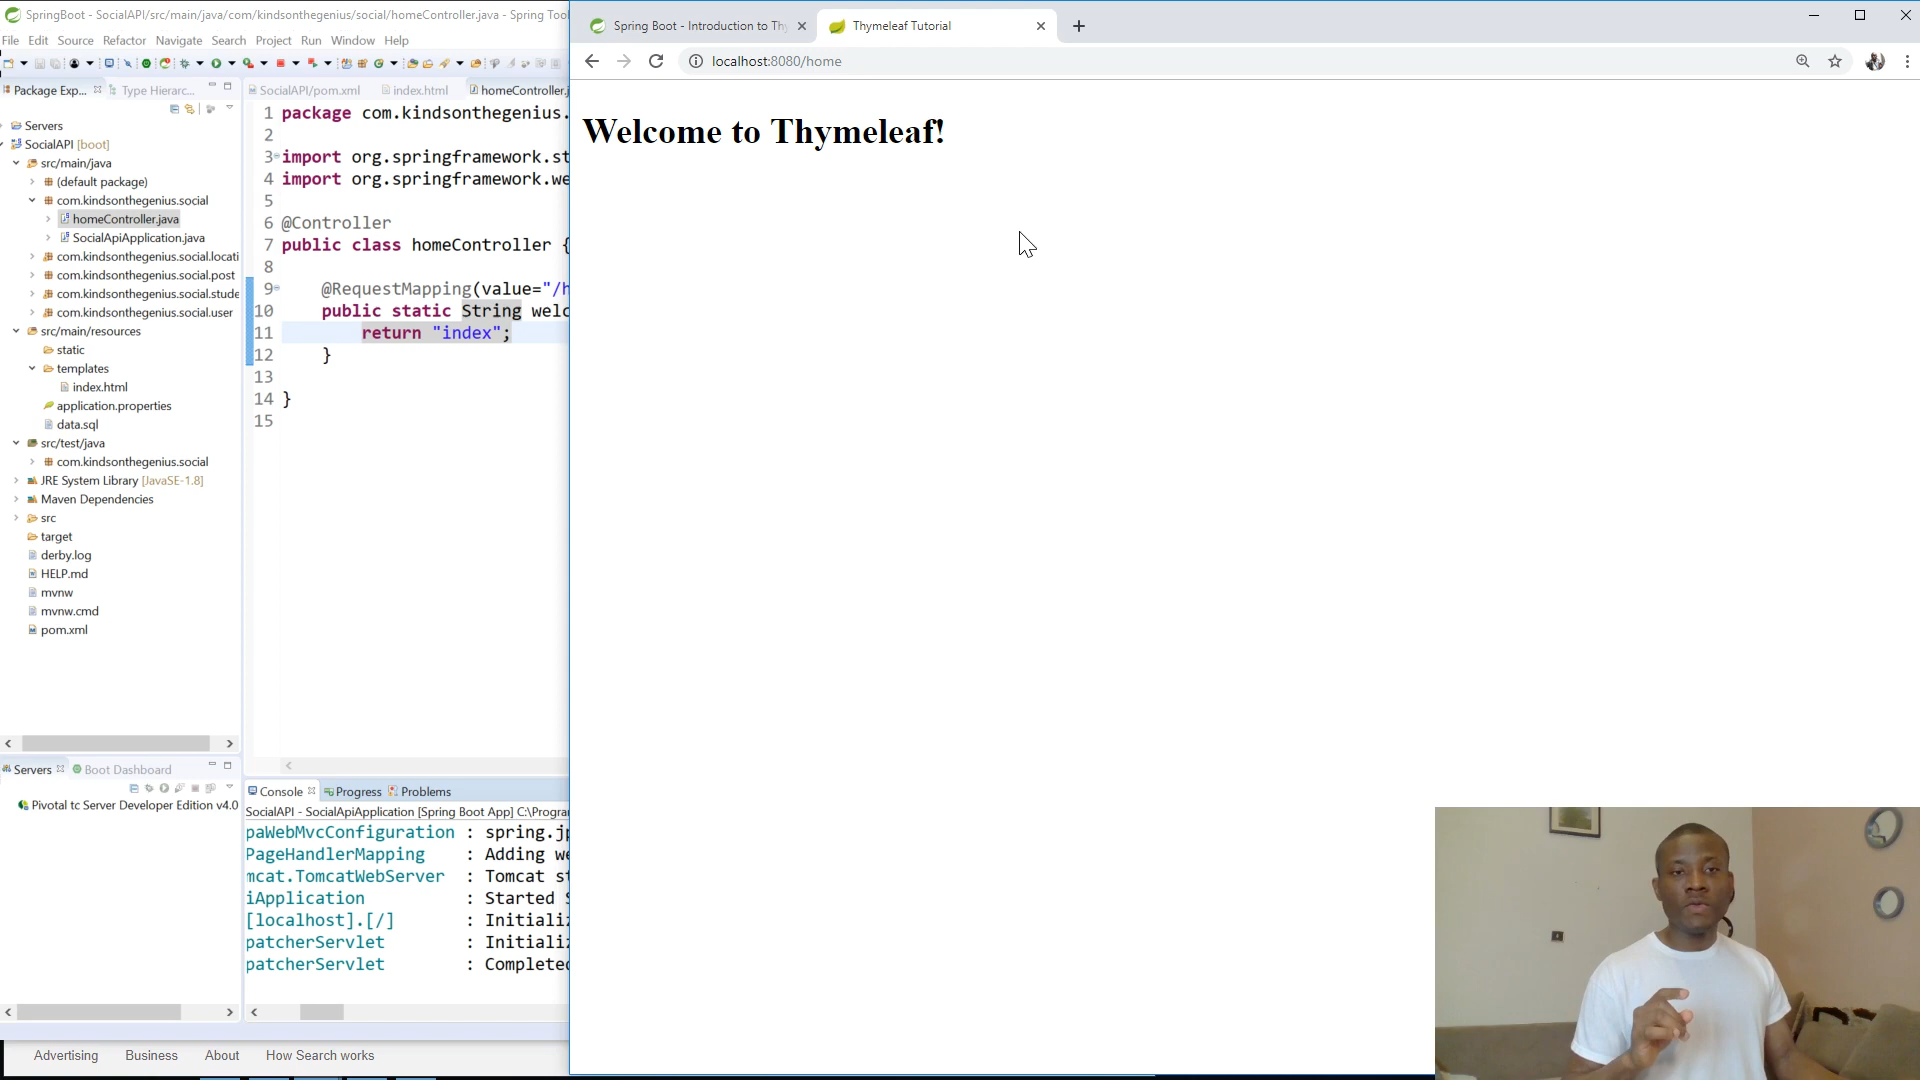 SpringBoot - SocialAPI/src/main/java/com/kindsonthegenius/social/homeController.java - Spring Tool
File Edit Source Refactor Navigate Search Project Run Window Help
Package Exp...
Type Hierarc...
Servers
SocialAPI [boot]
src/main/java
(default package)
com.kindsonthegenius.social
homeController.java
SocialApiApplication.java
com.kindsonthegenius.social.locati
com.kindsonthegenius.social.post
com.kindsonthegenius.social.stude
com.kindsonthegenius.social.user
src/main/resources
static
templates
index.html
application.properties
data.sql
src/test/java
com.kindsonthegenius.social
JRE System Library [JavaSE-1.8]
Maven Dependencies
src
target
derby.log
HELP.md
mvnw
mvnw.cmd
pom.xml
Servers
Boot Dashboard
Pivotal tc Server Developer Edition v4.0
SocialAPI/pom.xml
index.html
homeController.j
1 package com.kindsonthegenius.
2
3 import org.springframework.st
4 import org.springframework.we
5
6 @Controller
7 public class homeController {
8
9 @RequestMapping(value="/h
10 public static String welc
11 return "index";
12 }
13
14 }
15
Console
Progress
Problems
SocialAPI - SocialApiApplication [Spring Boot App] C:\Progra
paWebMvcConfiguration : spring.jp
PageHandlerMapping : Adding we
mcat.TomcatWebServer : Tomcat st
iApplication : Started S
[localhost].[/] : Initializ
patcherServlet : Initializ
patcherServlet : Completed
Advertising Business About How Search works
Spring Boot - Introduction to Th
Thymeleaf Tutorial
localhost:8080/home
Welcome to Thymeleaf!